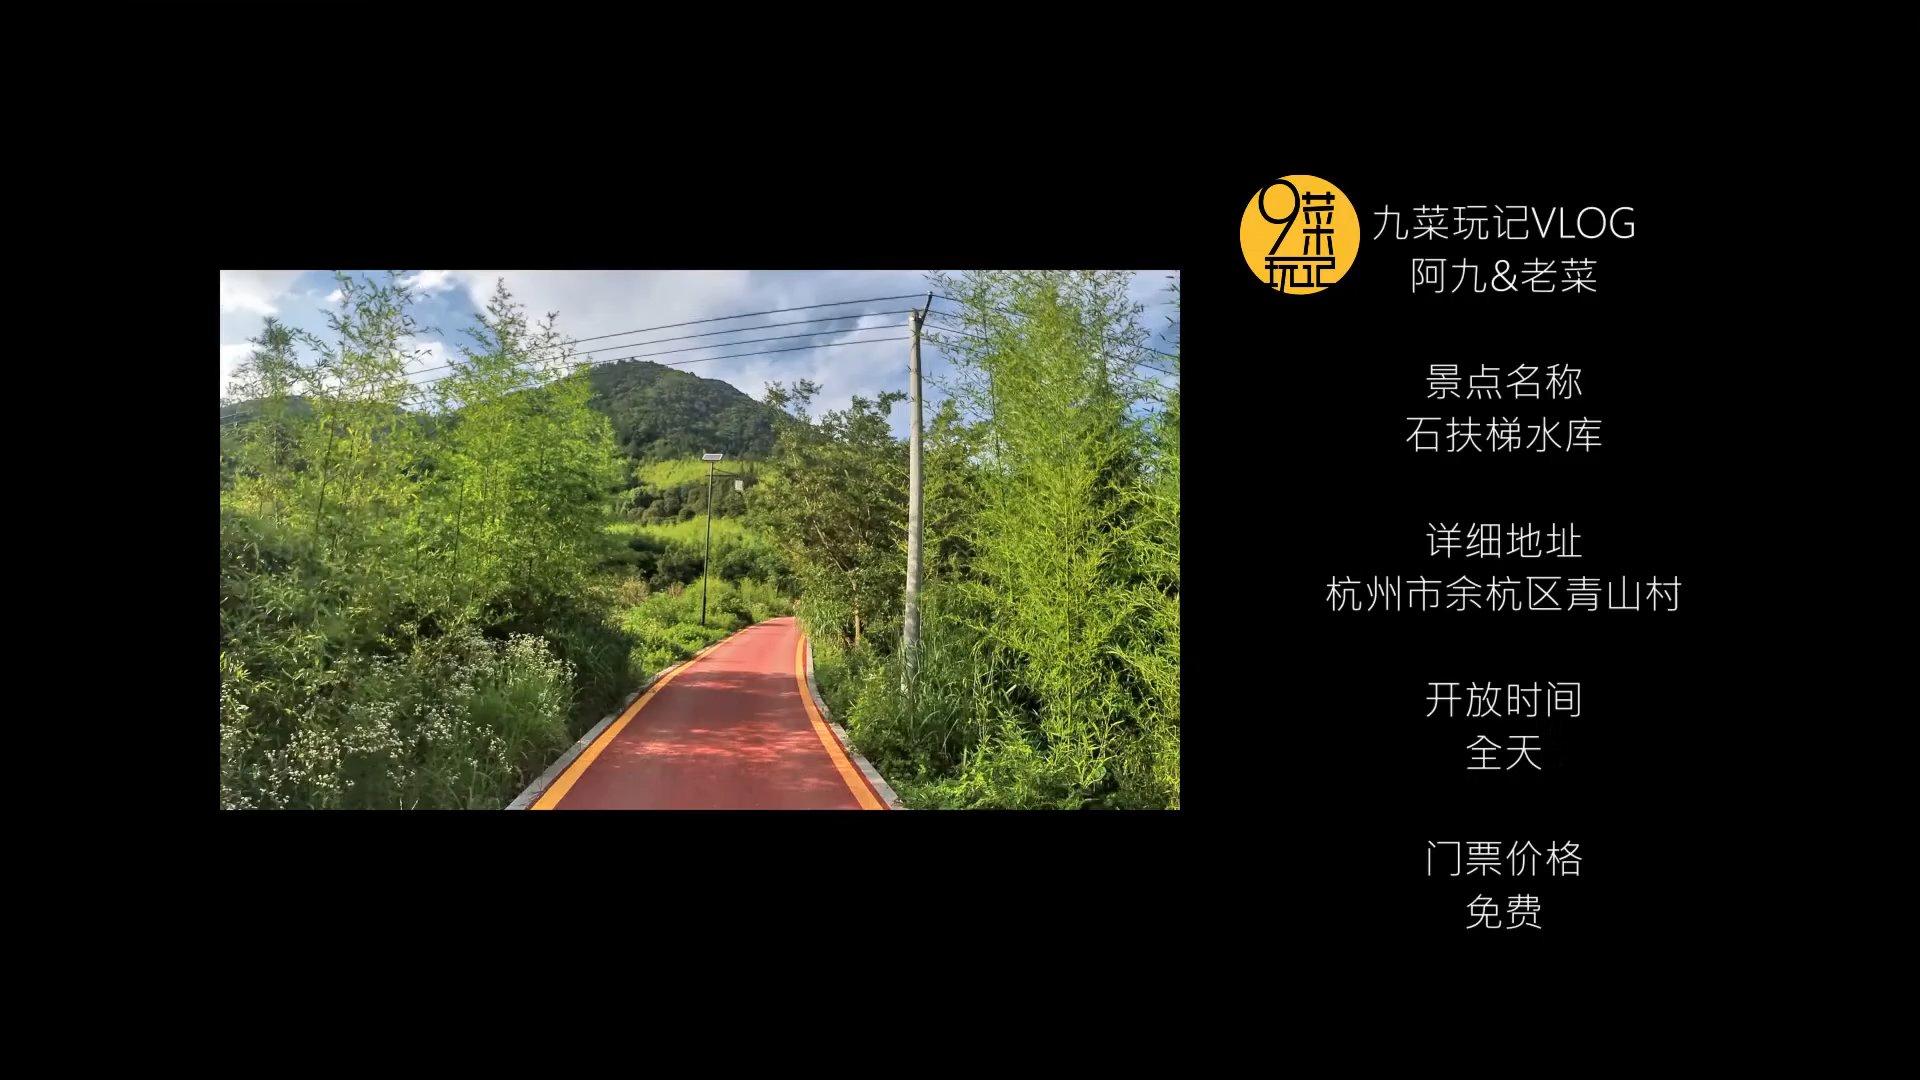 9菜
玩记
九菜玩记VLOG
阿九&老菜
景点名称
石扶梯水库
详细地址
杭州市余杭区青山村
开放时间
全天
门票价格
免费